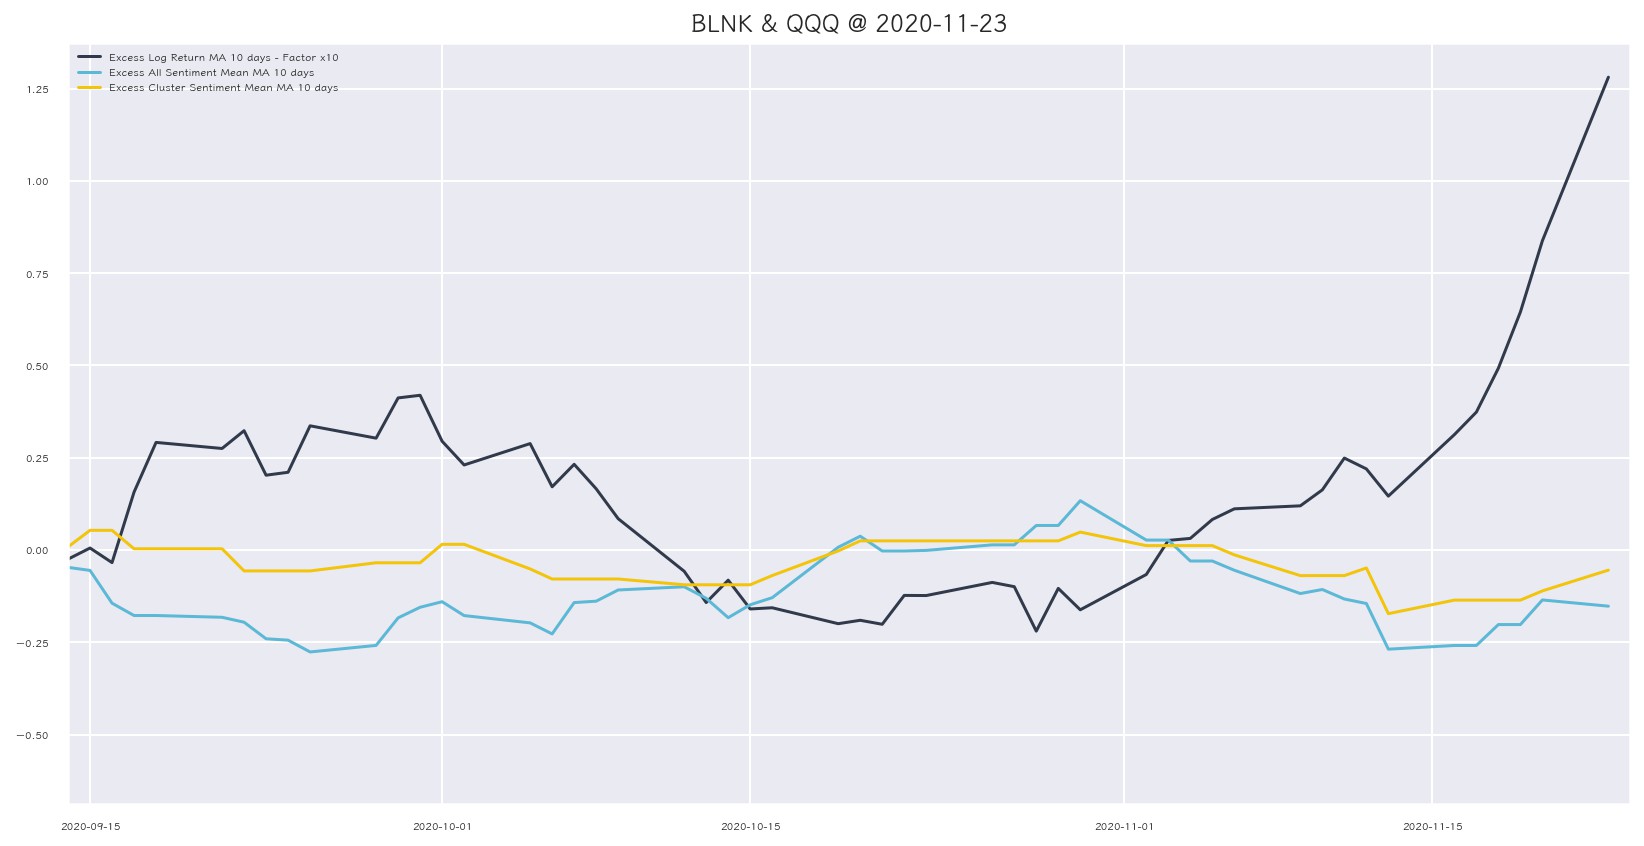 BLNK & QQQ @ 2020-11-23
Excess Log Return MA 10 days - Factor x10
Excess All Sentiment Mean MA 10 days
Excess Cluster Sentiment Mean MA 10 days
1.25
1.00
0.75
0.50
0.25
0.00
−0.25
−0.50
2020-09-15 2020-10-01 2020-10-15 2020-11-01 2020-11-15